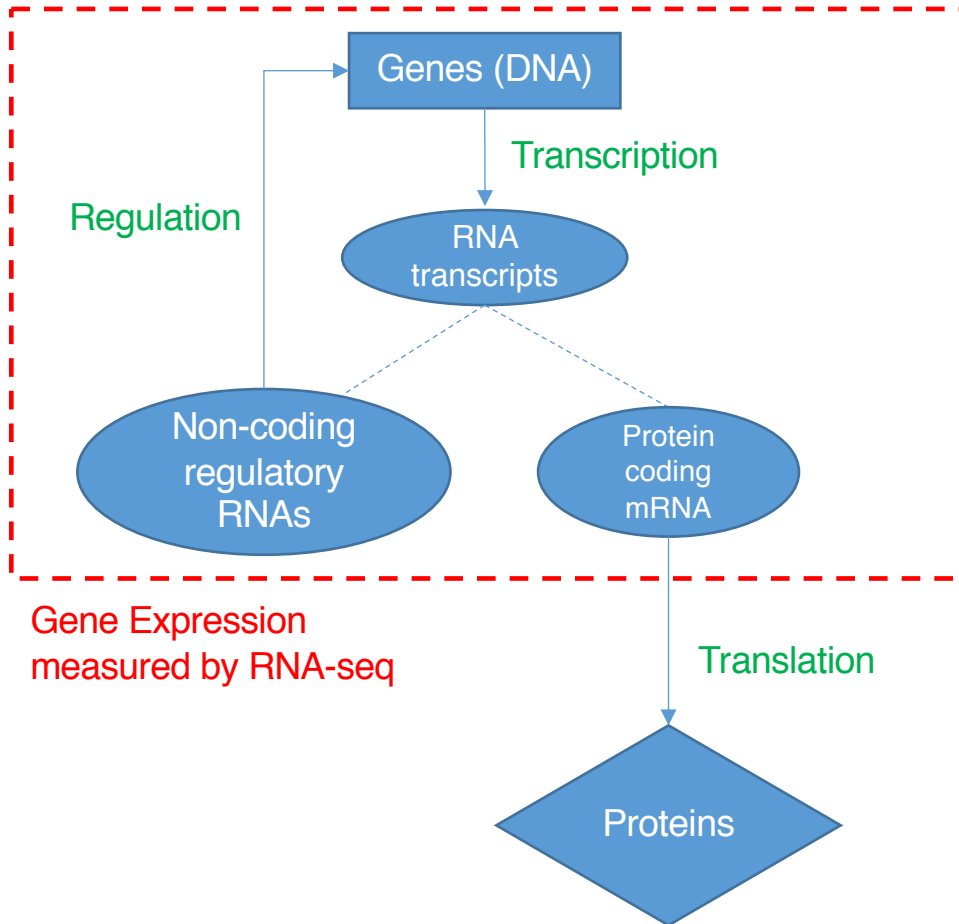 Genes (DNA)
Transcription
Regulation
RNA
transcripts
Non-coding
regulatory
RNAs
Protein
coding
mRNA
Gene Expression
measured by RNA-seq
Translation
Proteins